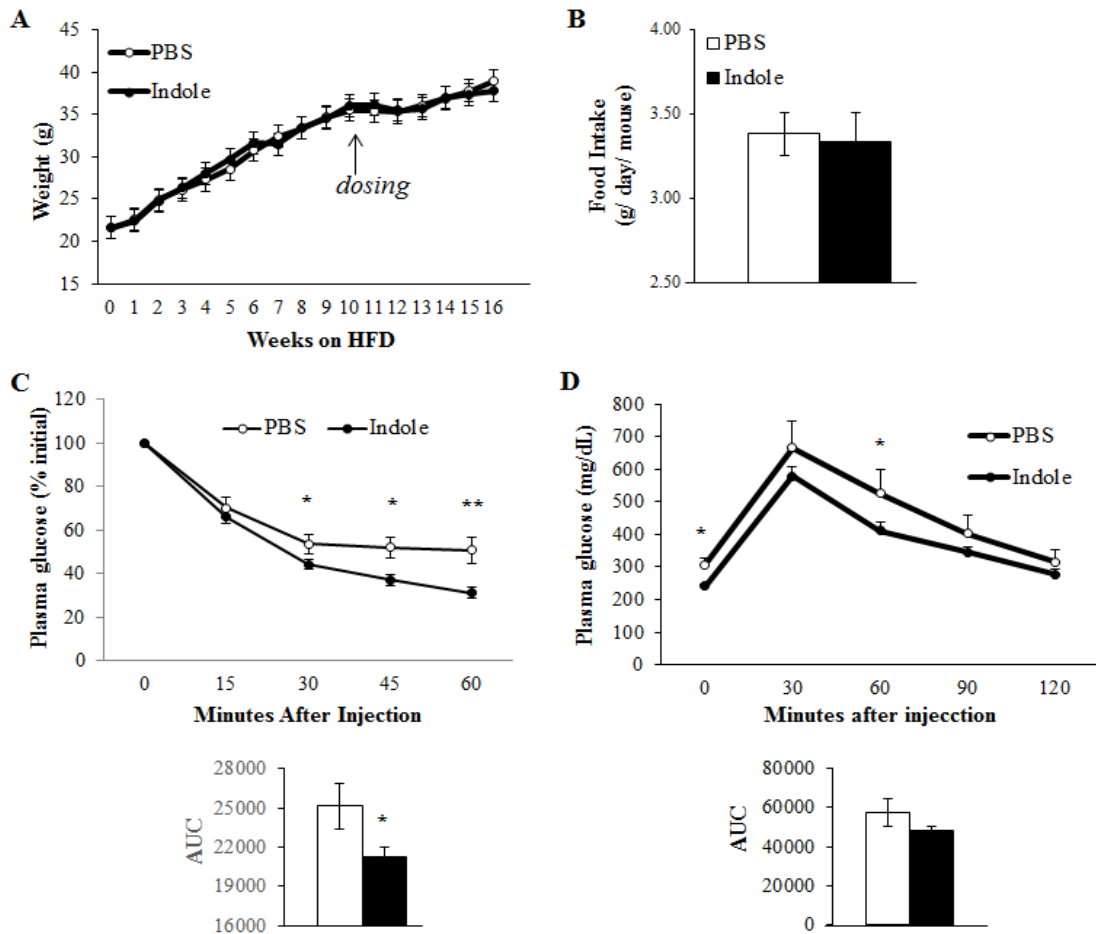 A
45
40
35
30
25
20
15
Weight (g)
PBS
Indole
dosing
0 1 2 3 4 5 6 7 8 9 10 11 12 13 14 15 16
Weeks on HFD
B
4.00
3.50
3.00
2.50
Food Intake
(g/ day/ mouse)
PBS
Indole
C
120
100
80
60
40
20
0
Plasma glucose (% initial)
PBS Indole
* * **
0 15 30 45 60
Minutes After Injection
28000
25000
22000
19000
16000
AUC
*
D
800
700
600
500
400
300
200
100
0
Plasma glucose (mg/dL)
PBS
Indole
*
*
0 30 60 90 120
Minutes after injecction
80000
60000
40000
20000
0
AUC